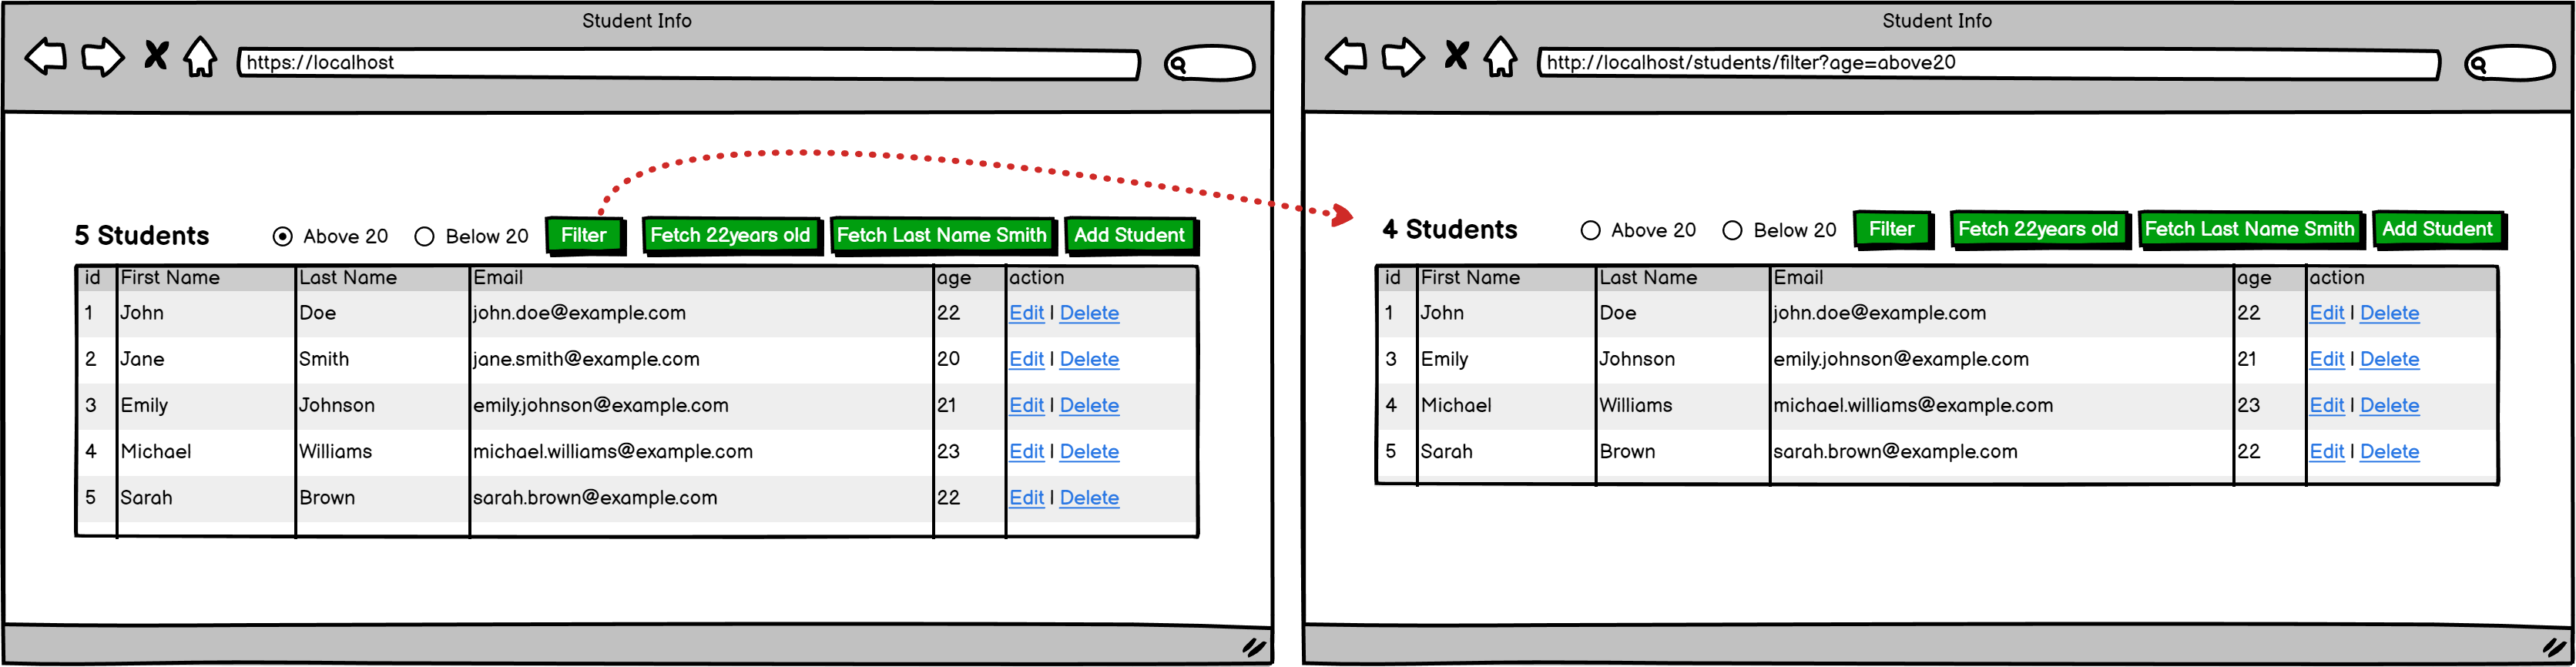 Student Info
https://localhost
5 Students Above 20 Below 20 Filter Fetch 22years old Fetch Last Name Smith Add Student
id First Name Last Name Email age action
1 John Doe john.doe@example.com 22 Edit | Delete
2 Jane Smith jane.smith@example.com 20 Edit | Delete
3 Emily Johnson emily.johnson@example.com 21 Edit | Delete
4 Michael Williams michael.williams@example.com 23 Edit | Delete
5 Sarah Brown sarah.brown@example.com 22 Edit | Delete
Student Info
http://localhost/students/filter?age=above20
4 Students Above 20 Below 20 Filter Fetch 22years old Fetch Last Name Smith Add Student
id First Name Last Name Email age action
1 John Doe john.doe@example.com 22 Edit | Delete
3 Emily Johnson emily.johnson@example.com 21 Edit | Delete
4 Michael Williams michael.williams@example.com 23 Edit | Delete
5 Sarah Brown sarah.brown@example.com 22 Edit | Delete